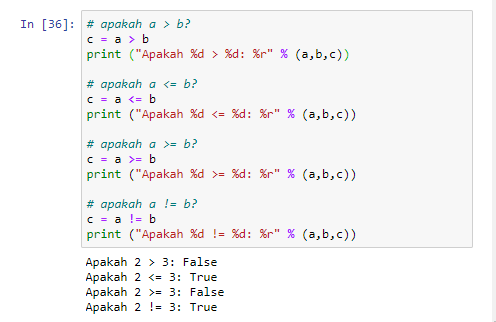 In [36]: # apakah a > b?
c = a > b
print ("Apakah %d > %d: %r" % (a,b,c))
# apakah a <= b?
c = a <= b
print ("Apakah %d <= %d: %r" % (a,b,c))
# apakah a >= b?
c = a >= b
print ("Apakah %d >= %d: %r" % (a,b,c))
# apakah a != b?
c = a != b
print ("Apakah %d != %d: %r" % (a,b,c))
Apakah 2 > 3: False
Apakah 2 <= 3: True
Apakah 2 >= 3: False
Apakah 2 != 3: True